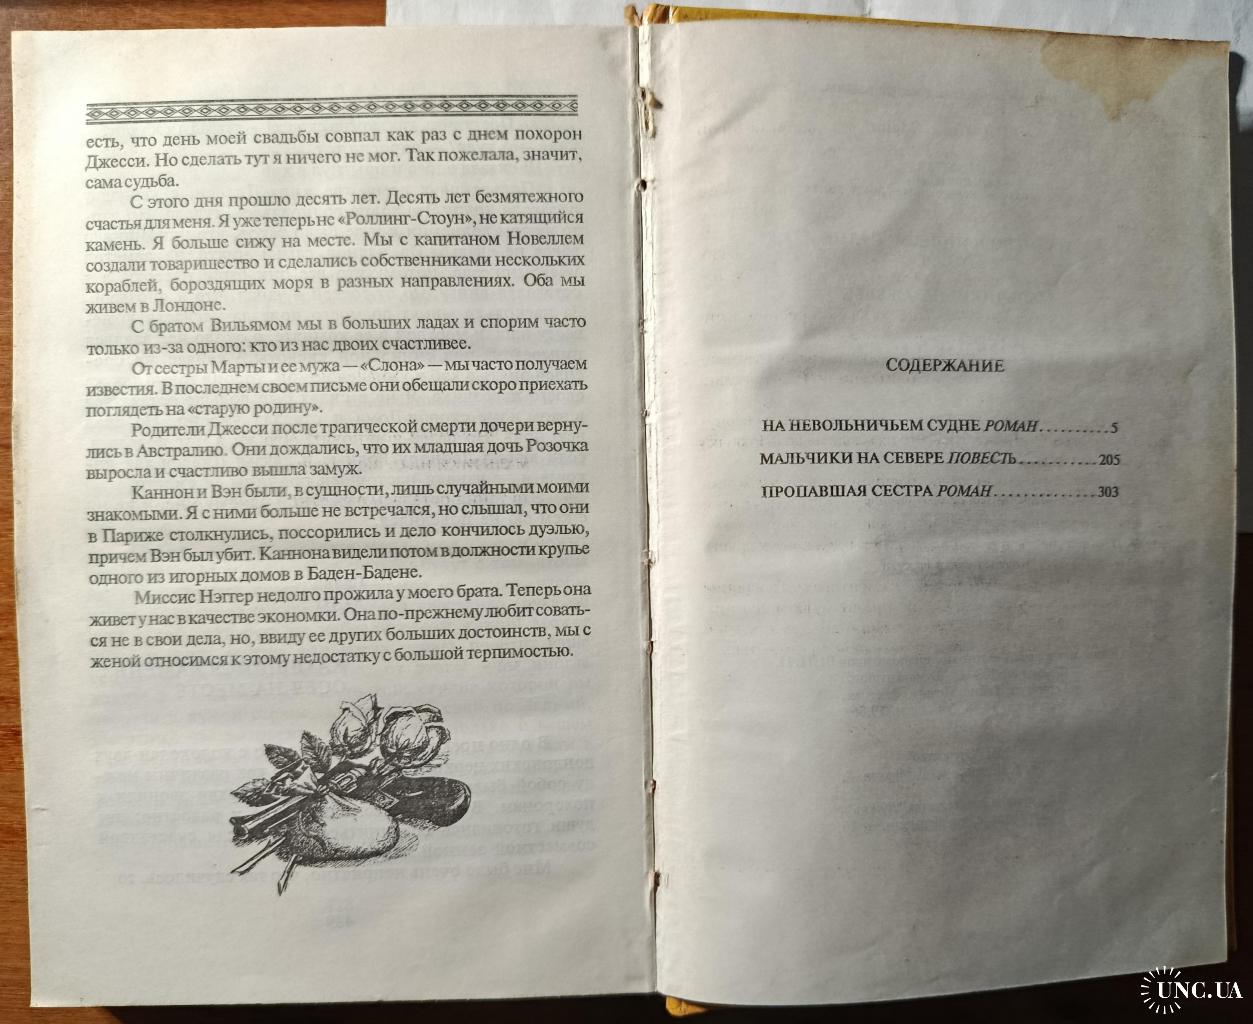 есть, что день моей свадьбы совпал как раз с днем похорон
Джесси. Но сделать тут я ничего не мог. Так пожелала, значит,
сама судьба.
С этого дня прошло десять лет. Десять лет безмятежного
счастья для меня. Я уже теперь не «Роллинг-Стоун», не катящийся
камень. Я больше сижу на месте. Мы с капитаном Новеллем
создали товарищество и сделались собственниками нескольких
кораблей, бороздящих моря в разных направлениях. Оба мы
живем в Лондоне.
С братом Вильямом мы в больших ладах и спорим часто
только из-за одного: кто из нас двоих счастливее.
От сестры Марты и ее мужа — «Слона» — мы часто получаем
известия. В последнем своем письме они обещали скоро приехать
поглядеть на «старую родину».
Родители Джесси после трагической смерти дочери верну-
лись в Австралию. Они дождались, что их младшая дочь Розочка
выросла и счастливо вышла замуж.
Каннон и Вэн были, в сущности, лишь случайными моими
знакомыми. Я с ними больше не встречался, но слышал, что они
в Париже столкнулись, поссорились и дело кончилось дуэлью,
причем Вэн был убит. Каннона видели потом в должности крупье
одного из игорных домов в Баден-Бадене.
Миссис Нэггер недолго прожила у моего брата. Теперь она
живет у нас в качестве экономки. Она по-прежнему любит совать-
ся не в свои дела, но, ввиду ее других больших достоинств, мы с
женой относимся к этому недостатку с большой терпимостью.
СОДЕРЖАНИЕ
НА НЕВОЛЬНИЧЬЕМ СУДНЕ РОМАН..........5
МАЛЬЧИКИ НА СЕВЕРЕ ПОВЕСТЬ...........205
ПРОПАВШАЯ СЕСТРА РОМАН..............303
UNC.UA